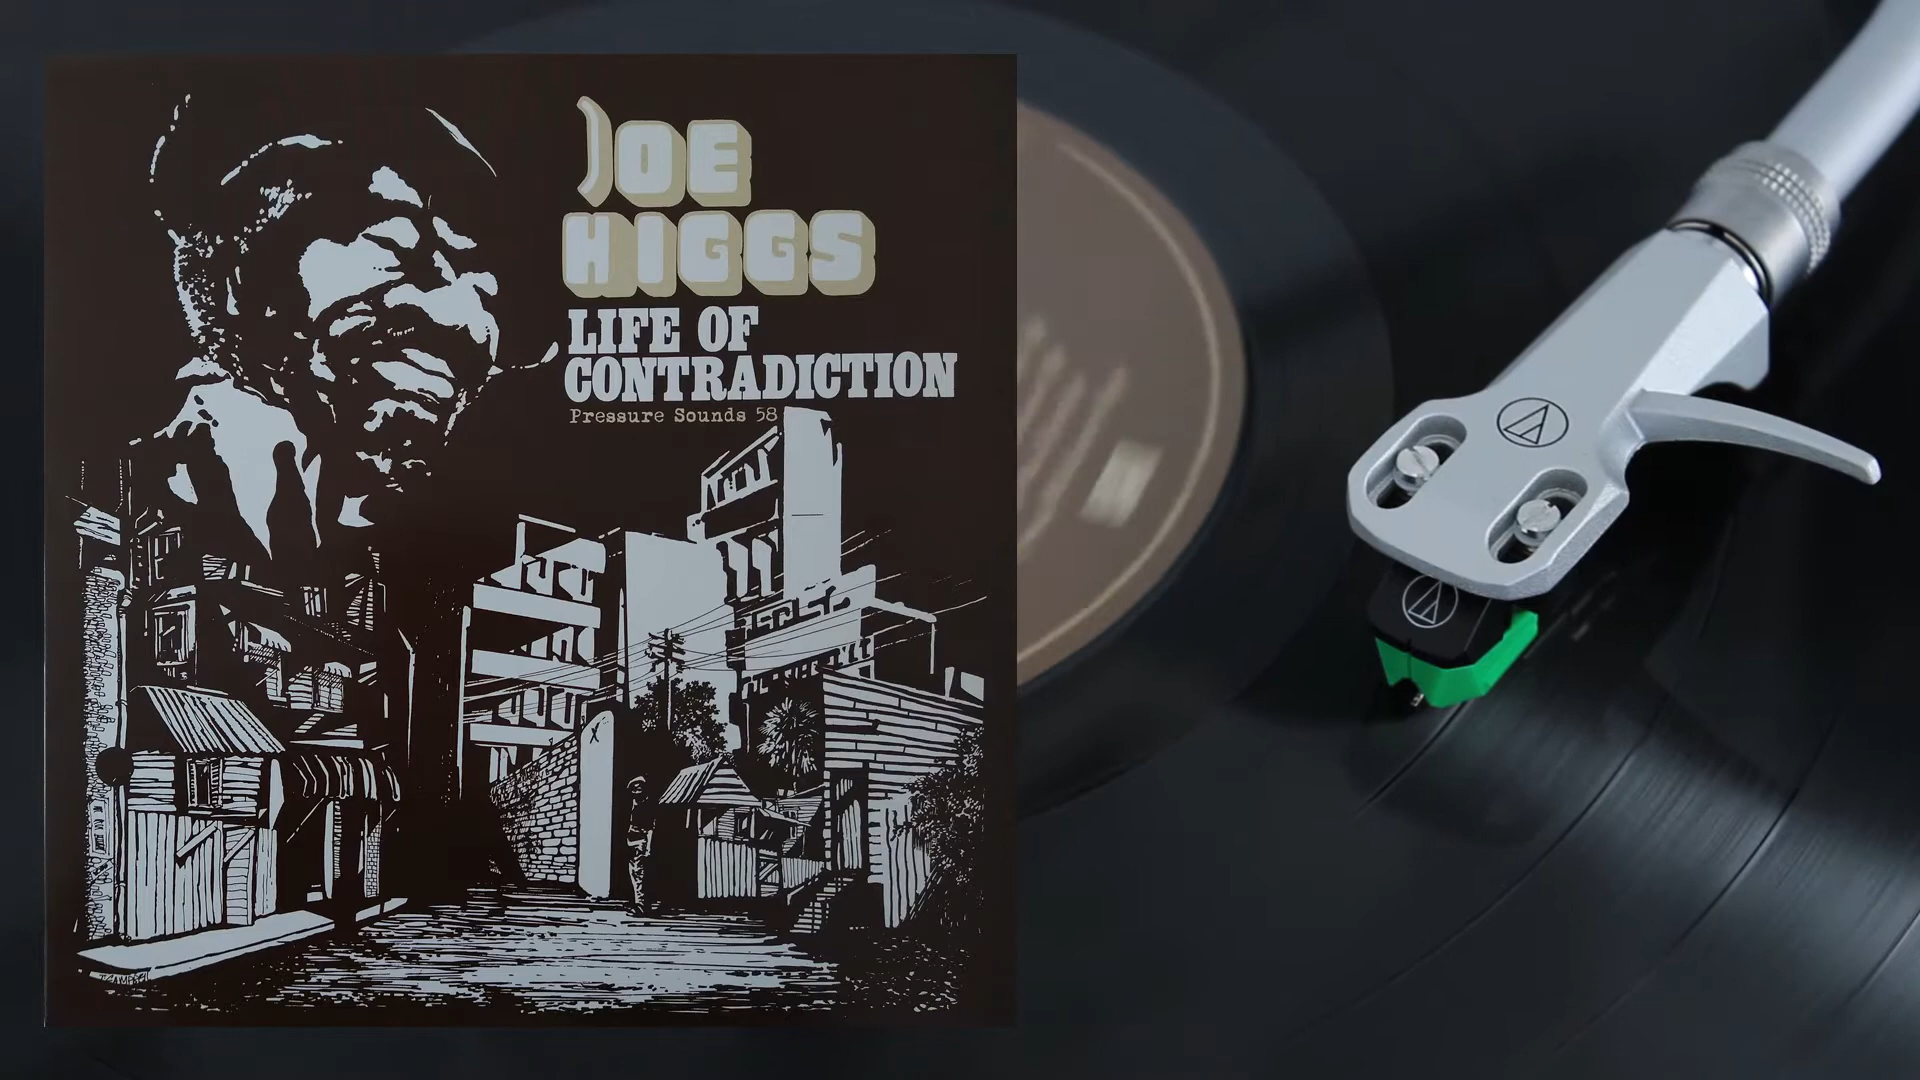 JOE
HIGGS
LIFE OF
CONTRADICTION
Pressure Sounds 58
X